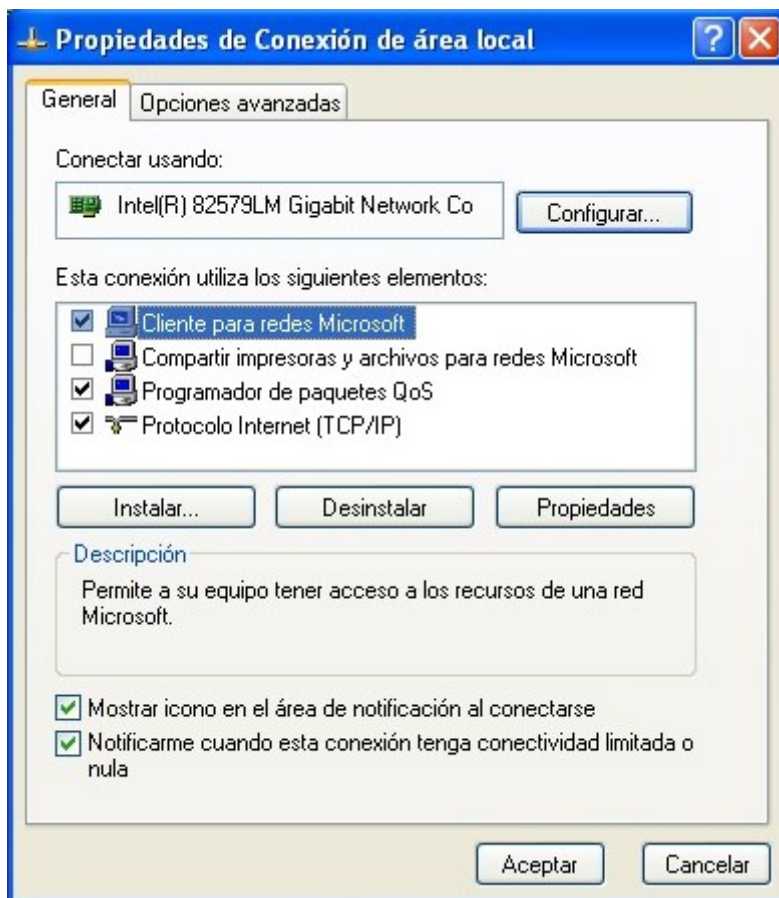 Propiedades de Conexión de área local
General
Opciones avanzadas
Conectar usando:
Intel(R) 82579LM Gigabit Network Co
Configurar...
Esta conexión utiliza los siguientes elementos:
Cliente para redes Microsoft
Compartir impresoras y archivos para redes Microsoft
Programador de paquetes QoS
Protocolo Internet (TCP/IP)
Instalar...
Desinstalar
Propiedades
Descripción
Permite a su equipo tener acceso a los recursos de una red
Microsoft.
Mostrar icono en el área de notificación al conectarse
Notificarme cuando esta conexión tenga conectividad limitada o
nula
Aceptar
Cancelar